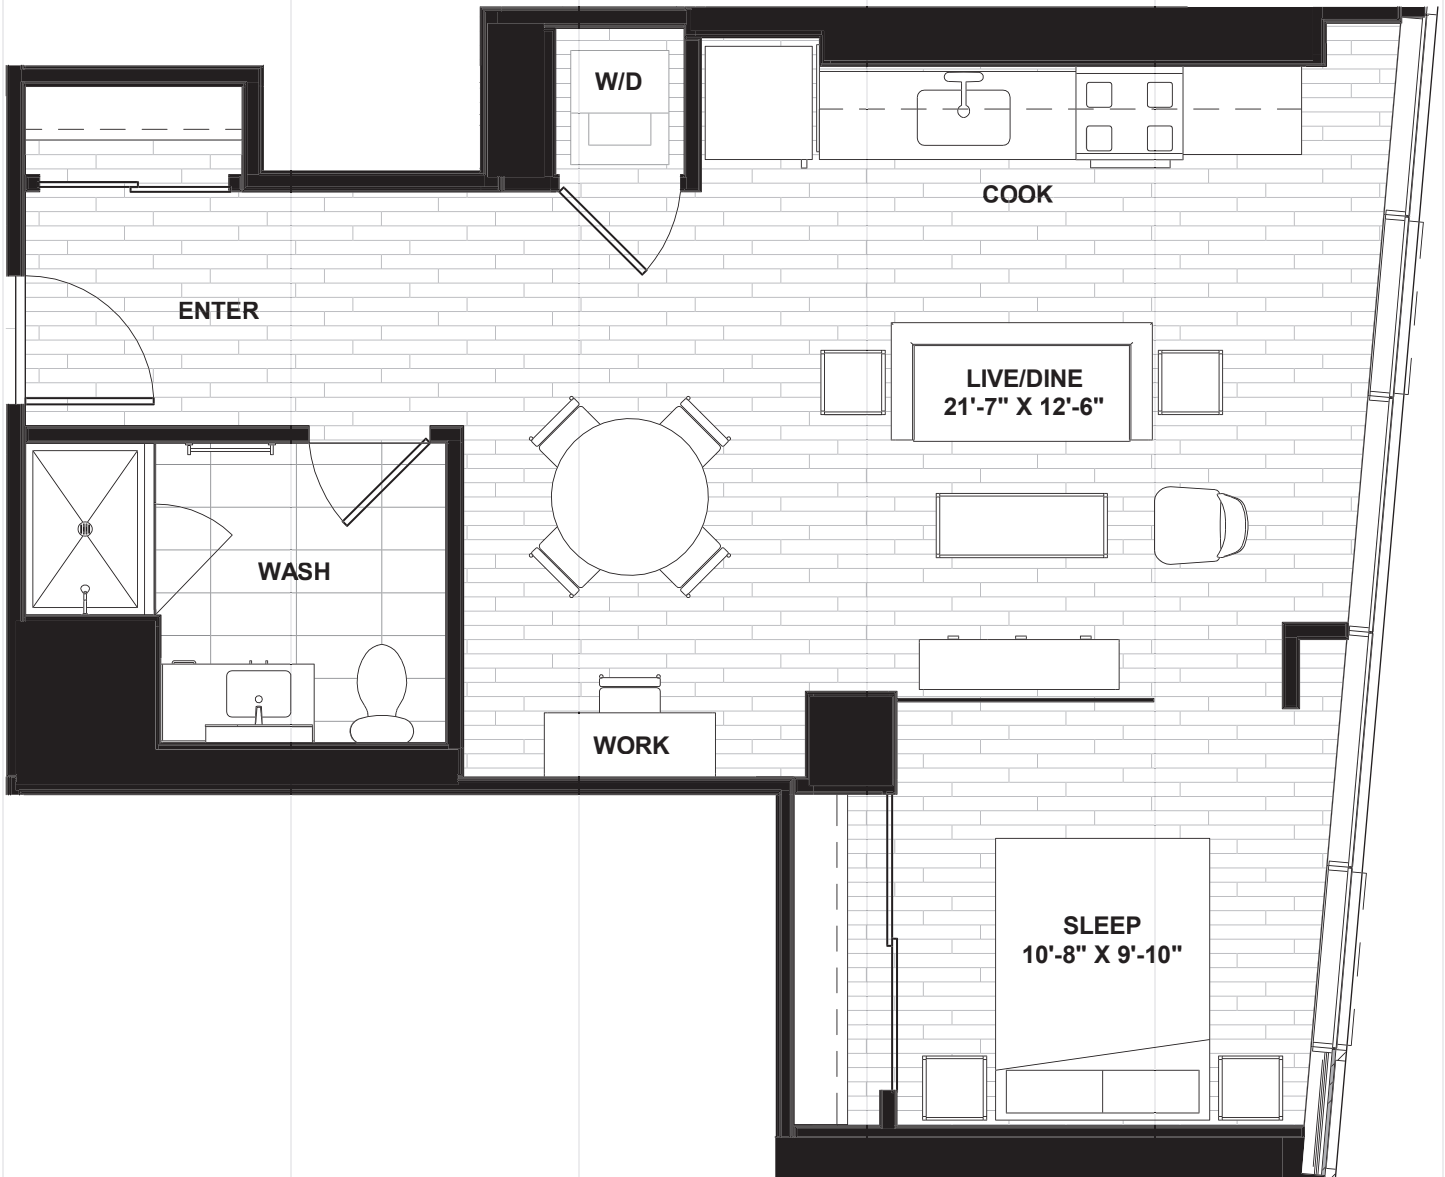 W/D
COOK
ENTER
LIVE/DINE
21'-7" X 12'-6"
WASH
WORK
SLEEP
10'-8" X 9'-10"